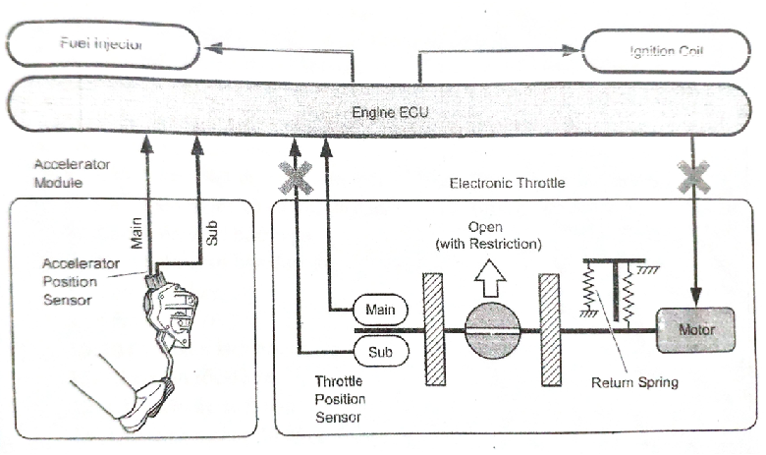 Fuel Injector
Ignition Coil
Engine ECU
Accelerator
Module
Electronic Throttle
Main
Sub
Open
(with Restriction)
Accelerator
Position
Sensor
Main
Sub
Motor
Throttle
Position
Sensor
Return Spring